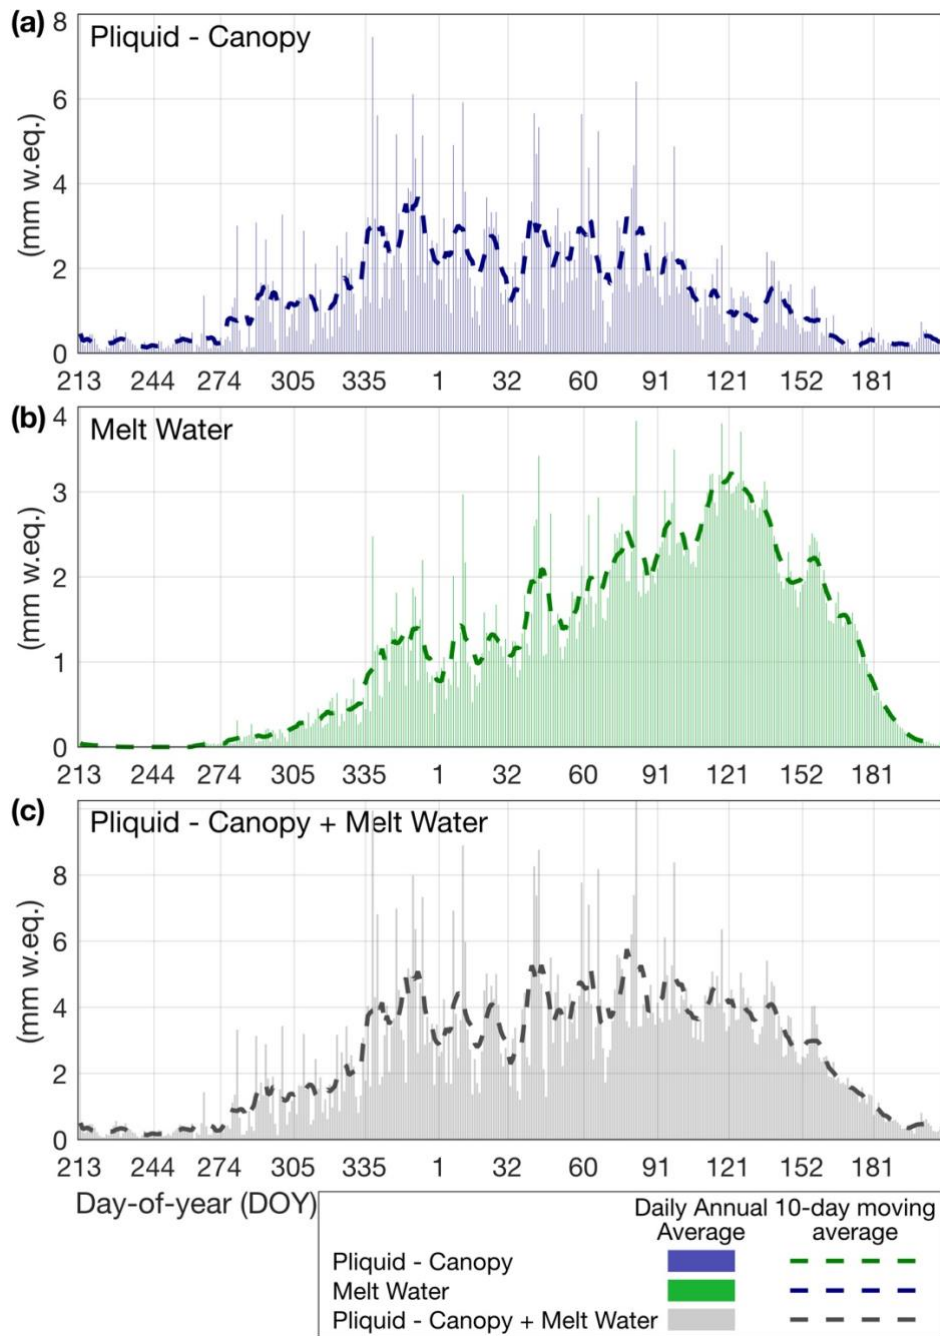 (a)
Pliquid - Canopy
(mm w.eq.)
8
6
4
2
0
213 244 274 305 335 1 32 60 91 121 152 181
(b)
Melt Water
(mm w.eq.)
4
3
2
1
0
213 244 274 305 335 1 32 60 91 121 152 181
(c)
Pliquid - Canopy + Melt Water
(mm w.eq.)
8
6
4
2
0
213 244 274 305 335 1 32 60 91 121 152 181
Day-of-year (DOY)
Daily Annual 10-day moving
Average average
Pliquid - Canopy
Melt Water
Pliquid - Canopy + Melt Water